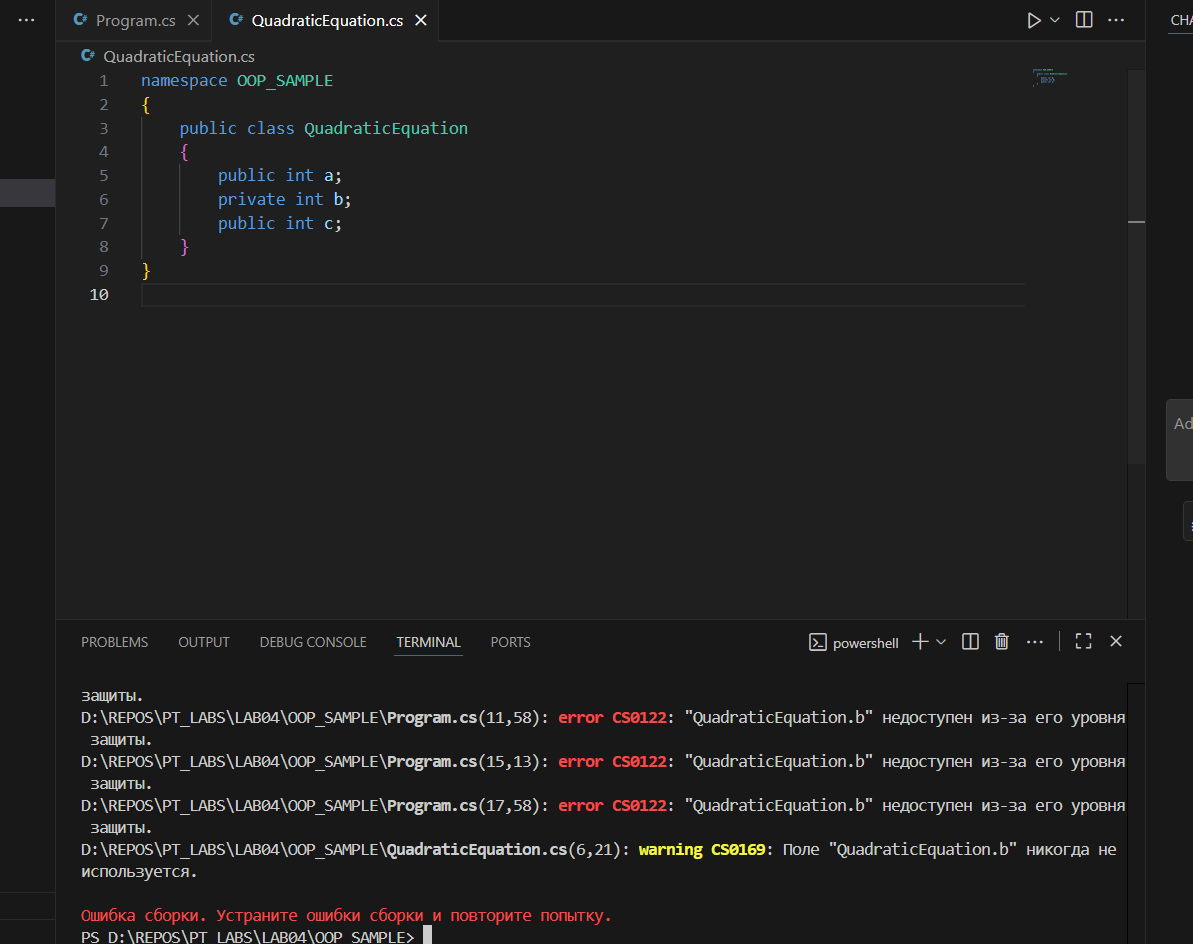 Program.cs
QuadraticEquation.cs
CHA
QuadraticEquation.cs
1 namespace OOP_SAMPLE
2 {
3 public class QuadraticEquation
4 {
5 public int a;
6 private int b;
7 public int c;
8 }
9 }
10
Ad
PROBLEMS OUTPUT DEBUG CONSOLE TERMINAL PORTS powershell
защиты.
D:\REPOS\PT_LABS\LAB04\OOP_SAMPLE\Program.cs(11,58): error CS0122: "QuadraticEquation.b" недоступен из-за его уровня
защиты.
D:\REPOS\PT_LABS\LAB04\OOP_SAMPLE\Program.cs(15,13): error CS0122: "QuadraticEquation.b" недоступен из-за его уровня
защиты.
D:\REPOS\PT_LABS\LAB04\OOP_SAMPLE\Program.cs(17,58): error CS0122: "QuadraticEquation.b" недоступен из-за его уровня
защиты.
D:\REPOS\PT_LABS\LAB04\OOP_SAMPLE\QuadraticEquation.cs(6,21): warning CS0169: Поле "QuadraticEquation.b" никогда не
используется.
Ошибка сборки. Устраните ошибки сборки и повторите попытку.
PS D:\REPOS\PT_LABS\LAB04\OOP_SAMPLE>